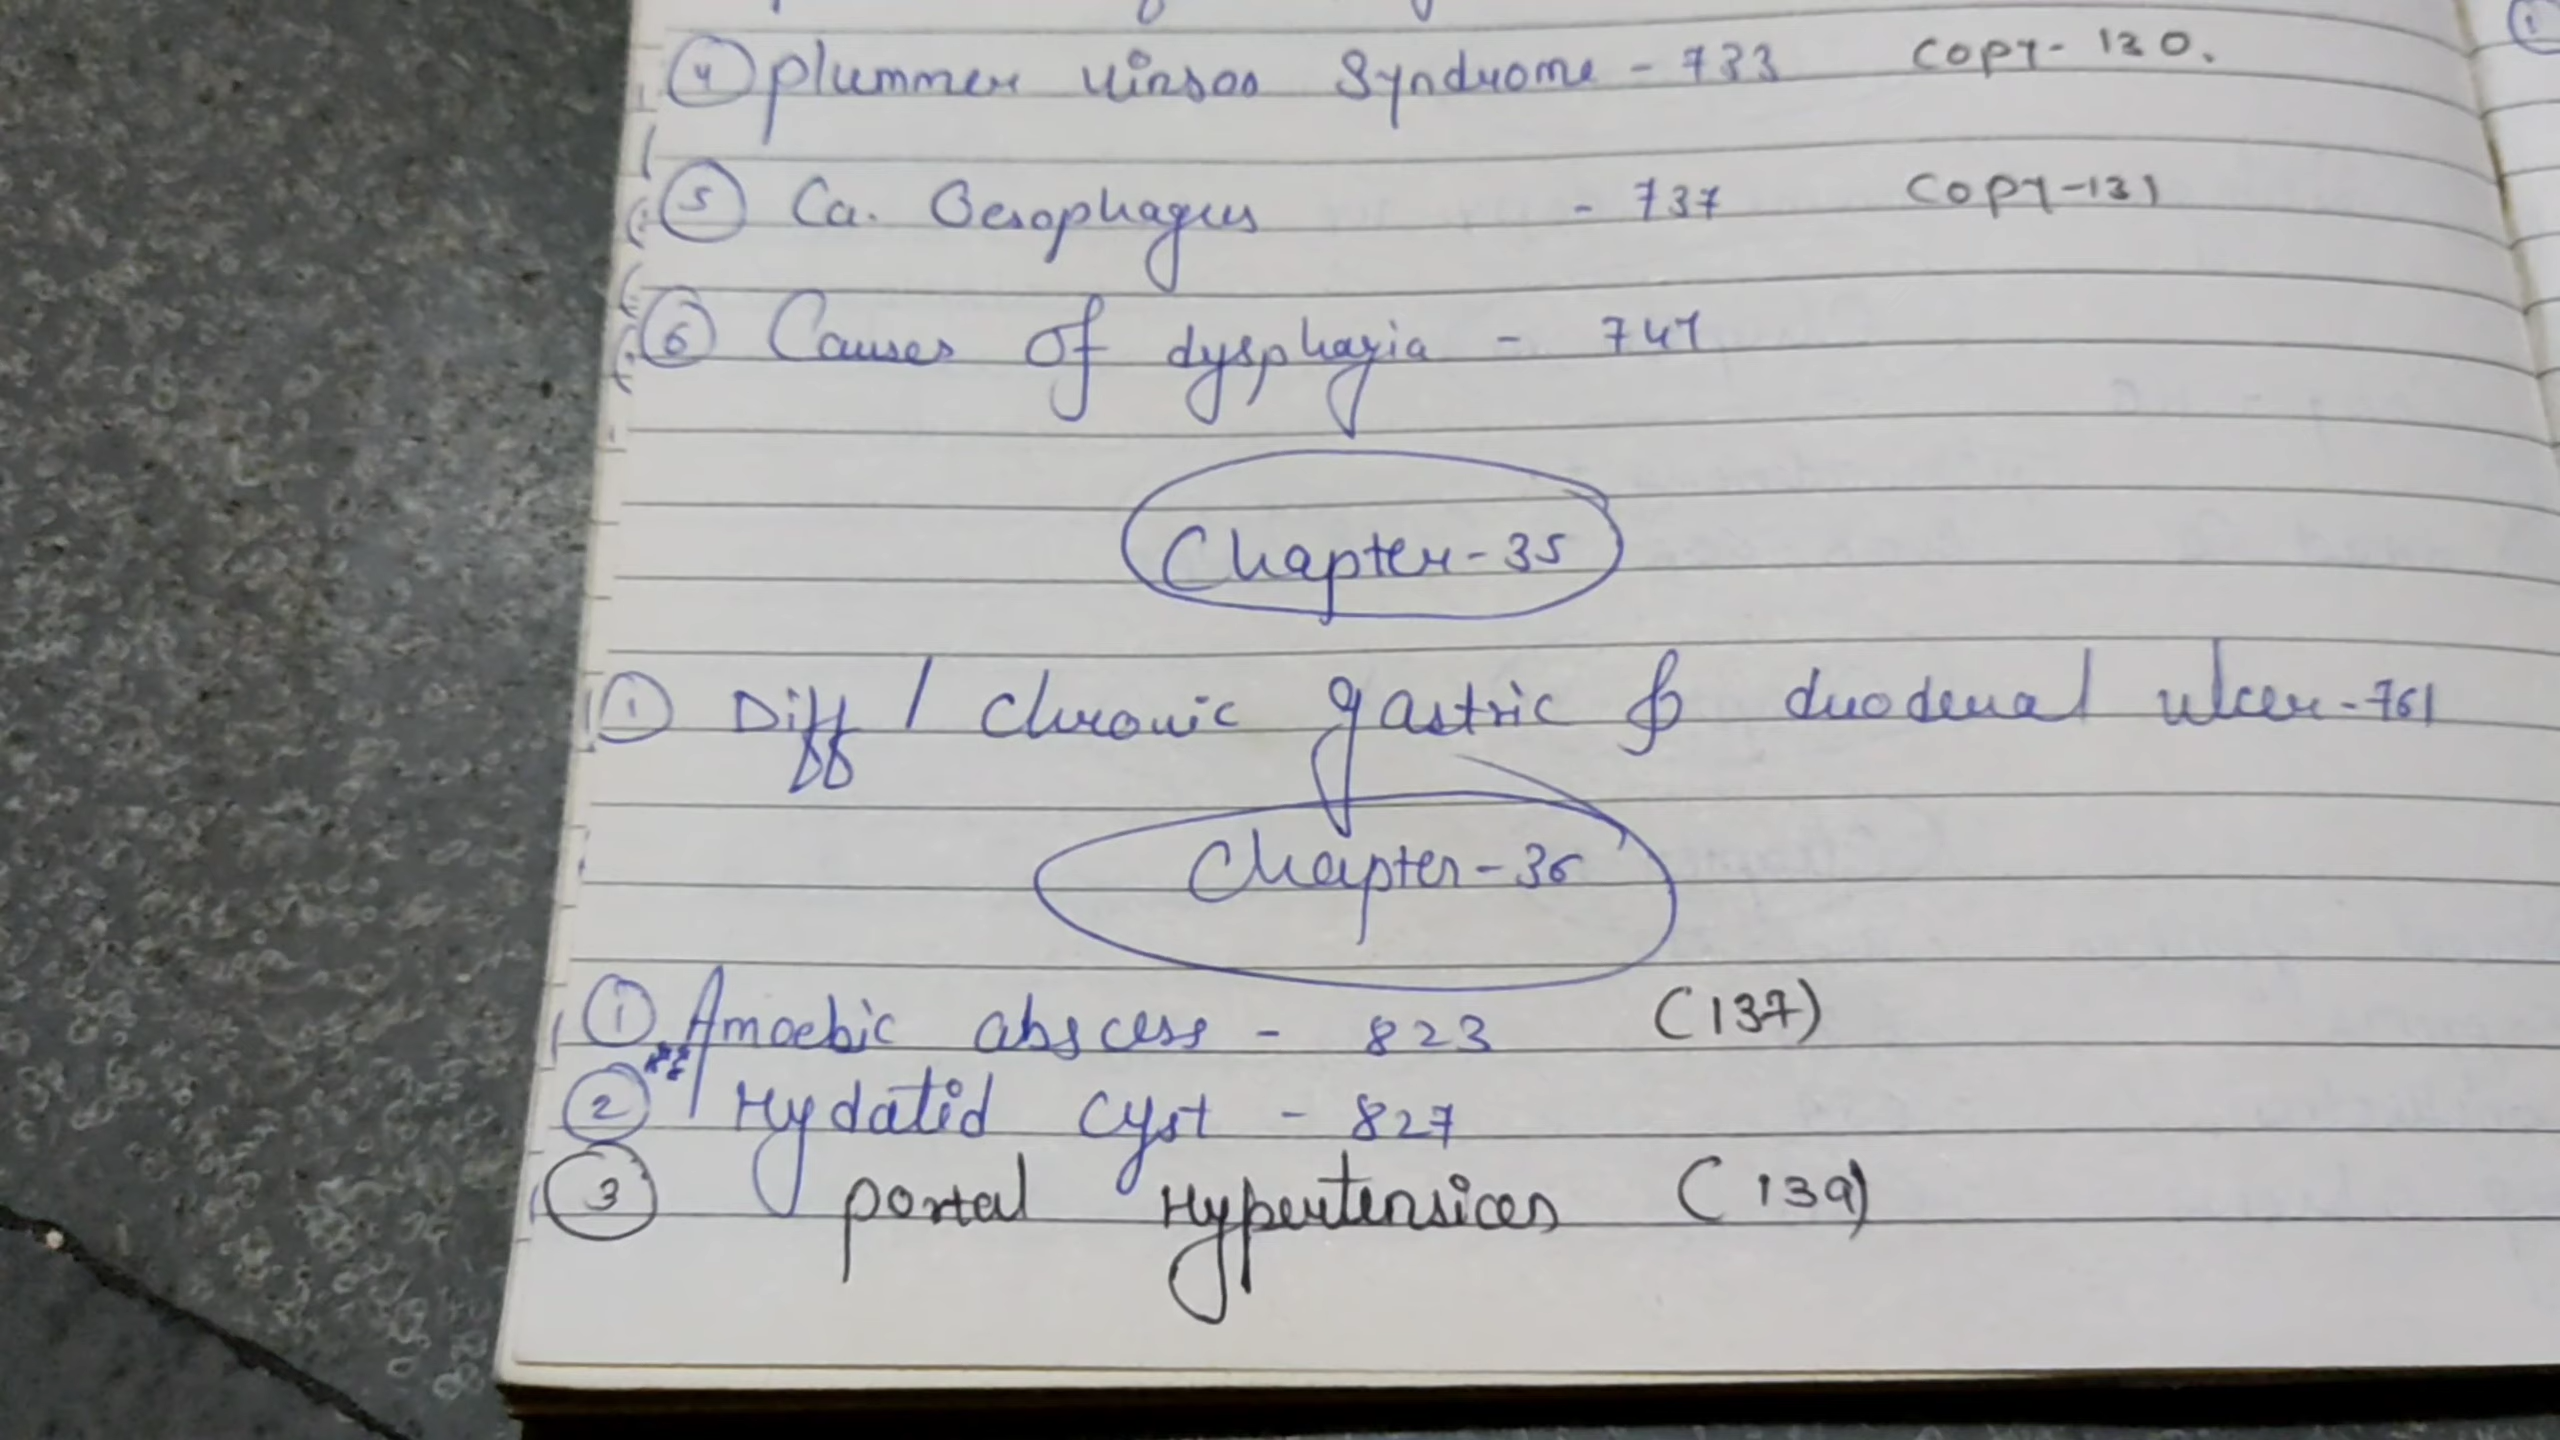 ④ Plummer Vinson Syndrome - 733 Copy- 130.
⑤ Ca. Oesophagus - 737 Copy-131
⑥ Causes of dysphagia - 741
Chapter-35
① Diff / Chronic gastric & duodenal ulcer-761
Chapter-36
① Amoebic abscess - 823 (137)
② ** Hydatid Cyst - 827
③ portal Hypertension (139)